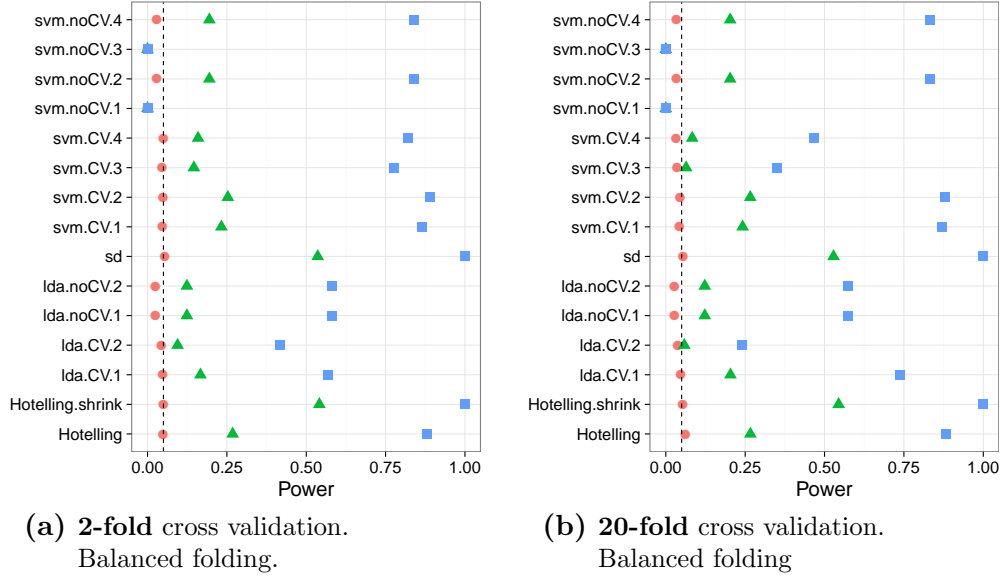 svm.noCV.4
svm.noCV.3
svm.noCV.2
svm.noCV.1
svm.CV.4
svm.CV.3
svm.CV.2
svm.CV.1
sd
lda.noCV.2
lda.noCV.1
lda.CV.2
lda.CV.1
Hotelling.shrink
Hotelling
0.00 0.25 0.50 0.75 1.00
Power
(a) 2-fold cross validation.
Balanced folding.
svm.noCV.4
svm.noCV.3
svm.noCV.2
svm.noCV.1
svm.CV.4
svm.CV.3
svm.CV.2
svm.CV.1
sd
lda.noCV.2
lda.noCV.1
lda.CV.2
lda.CV.1
Hotelling.shrink
Hotelling
0.00 0.25 0.50 0.75 1.00
Power
(b) 20-fold cross validation.
Balanced folding